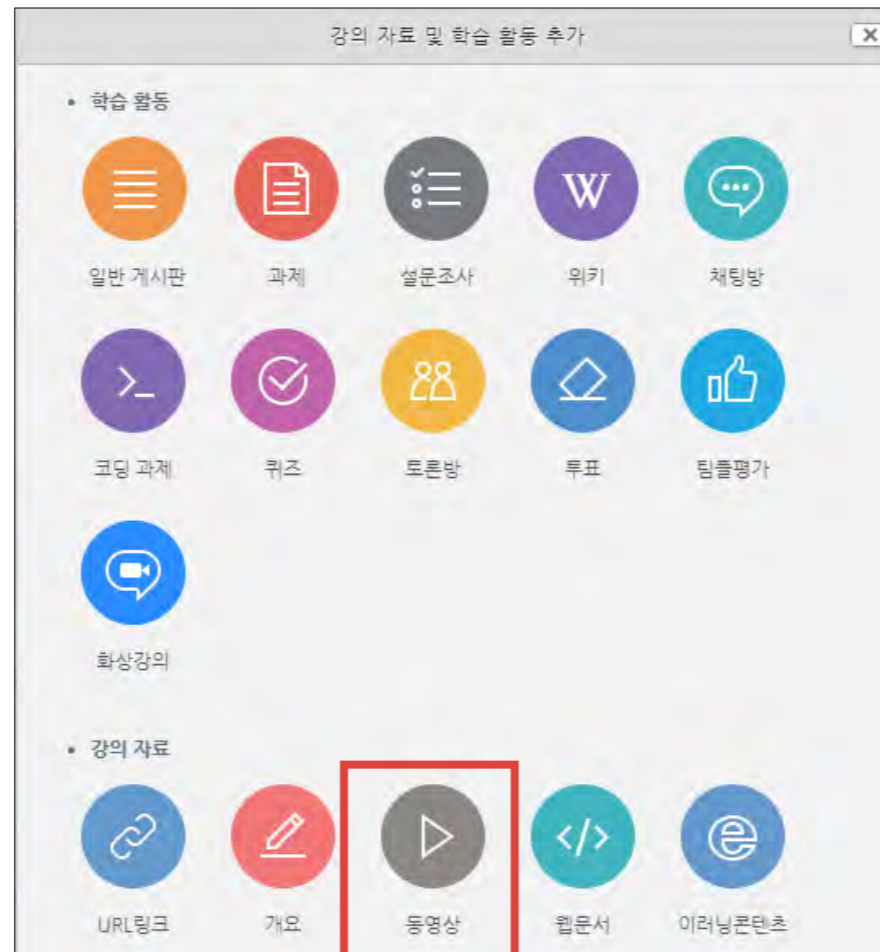 강의 자료 및 학습 활동 추가
• 학습 활동
일반 게시판 과제 설문조사 위키 채팅방
코딩 과제 퀴즈 토론방 투표 팀플평가
화상강의
• 강의 자료
URL링크 개요 동영상 웹문서 이러닝콘텐츠